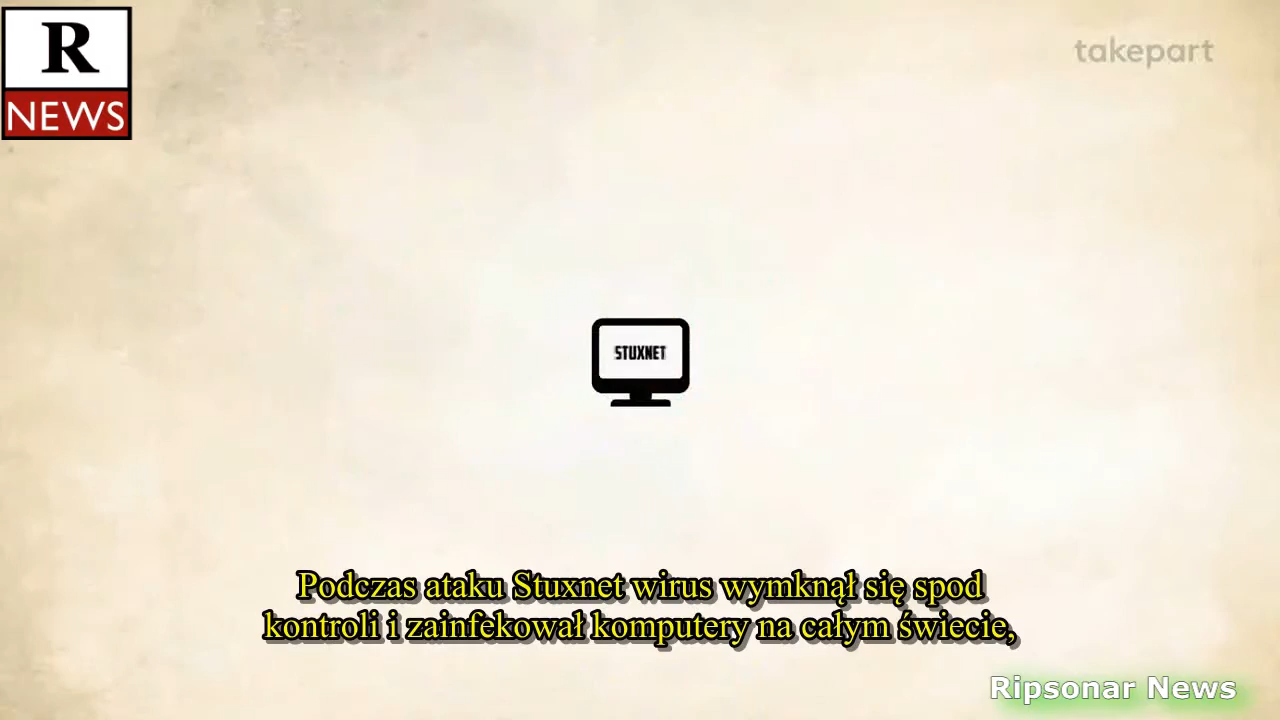 R
NEWS
takepart
STUXNET
Podczas ataku Stuxnet wirus wymknął się spod
kontroli i zainfekował komputery na całym świecie,
Ripsonar News